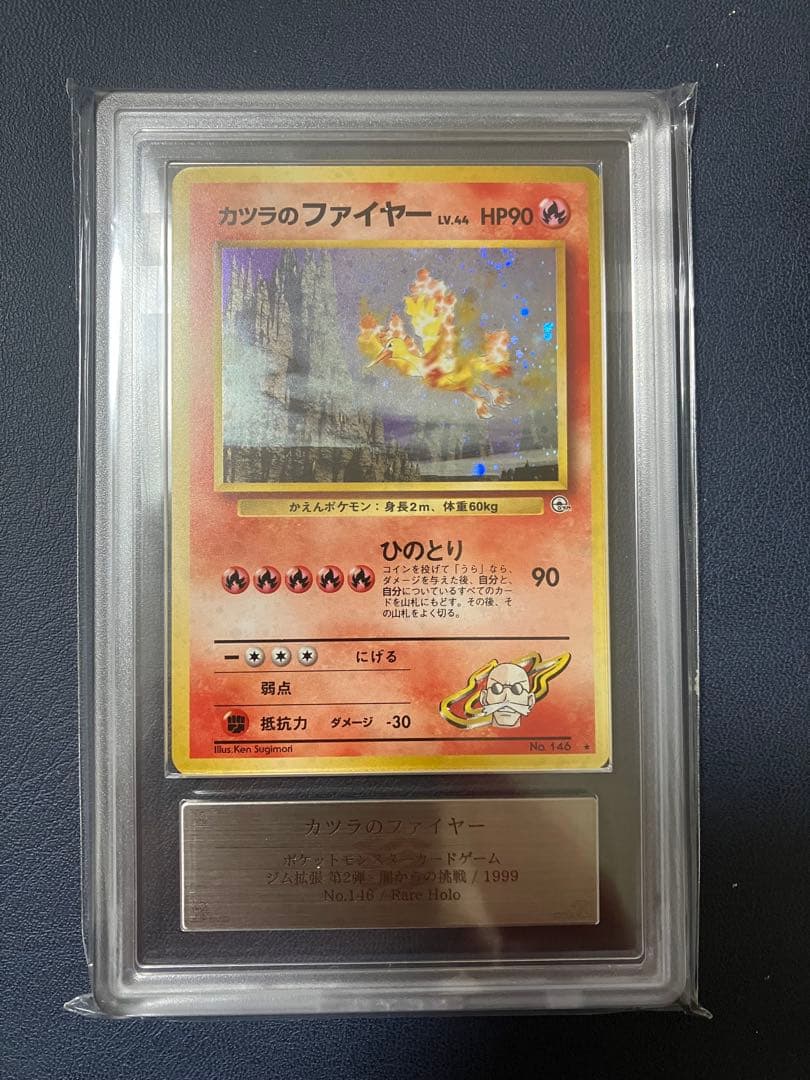 カツラのファイヤー LV.44 HP90
かえんポケモン:身長2m、体重60kg
ひのとり
コインを投げて「うら」なら、
ダメージを与えた後、自分と、
自分についているすべてのカー
ドを山札にもどす。その後、そ
の山札をよく切る。
90
にげる
弱点
抵抗力 ダメージ -30
Illus.Ken Sugimori
No. 146
カツラのファイヤー
ポケットモンスターカードゲーム
ジム拡張 第2弾 闇からの挑戦 / 1999
No.146 / Rare Holo